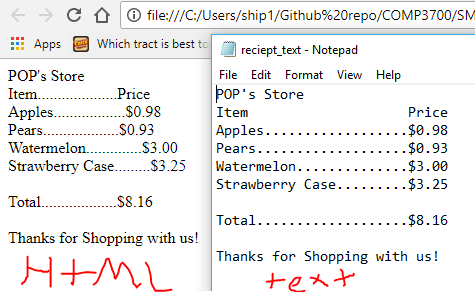 file:///C:/Users/ship1/Github%20repo/COMP3700/SM
Apps Which tract is best to
POP's Store
Item....................Price
Apples..................$0.98
Pears...................$0.93
Watermelon..............$3.00
Strawberry Case.........$3.25
Total...................$8.16
Thanks for Shopping with us!
HTML
reciept_text - Notepad
File Edit Format View Help
POP's Store
Item Price
Apples..................$0.98
Pears...................$0.93
Watermelon..............$3.00
Strawberry Case.........$3.25
Total...................$8.16
Thanks for Shopping with us!
text